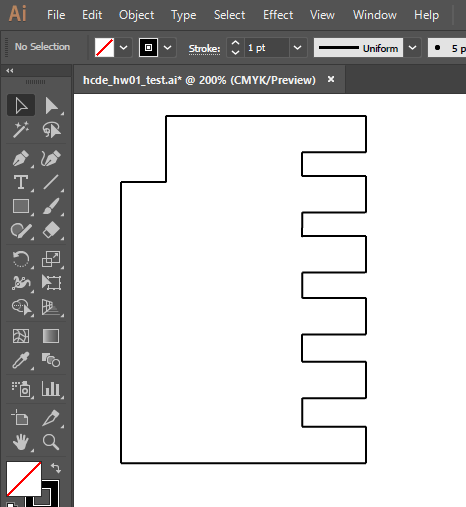 Ai File Edit Object Type Select Effect View Window Help
No Selection Stroke: 1 pt Uniform 5 p
hcde_hw01_test.ai* @ 200% (CMYK/Preview) ×
T